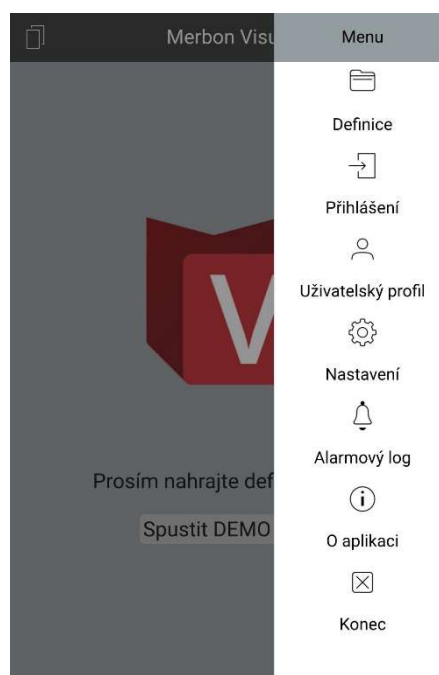 Merbon Visu
Menu
Definice
Přihlášení
Uživatelský profil
Nastavení
Alarmový log
O aplikaci
Konec
V
Prosím nahrajte def
Spustit DEMO